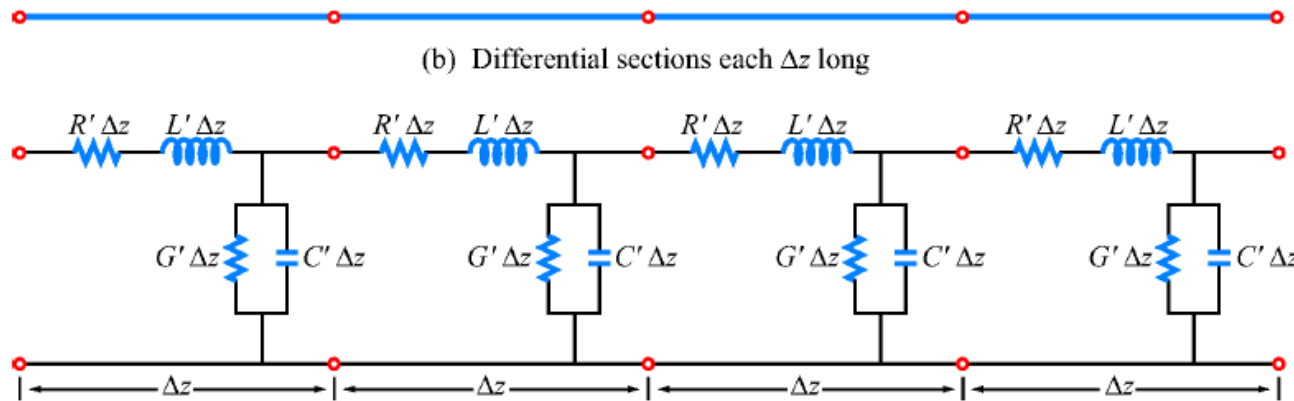 (b) Differential sections each Δz long
R′ Δz L′ Δz R′ Δz L′ Δz R′ Δz L′ Δz R′ Δz L′ Δz
G′ Δz C′ Δz G′ Δz C′ Δz G′ Δz C′ Δz G′ Δz C′ Δz
Δz Δz Δz Δz